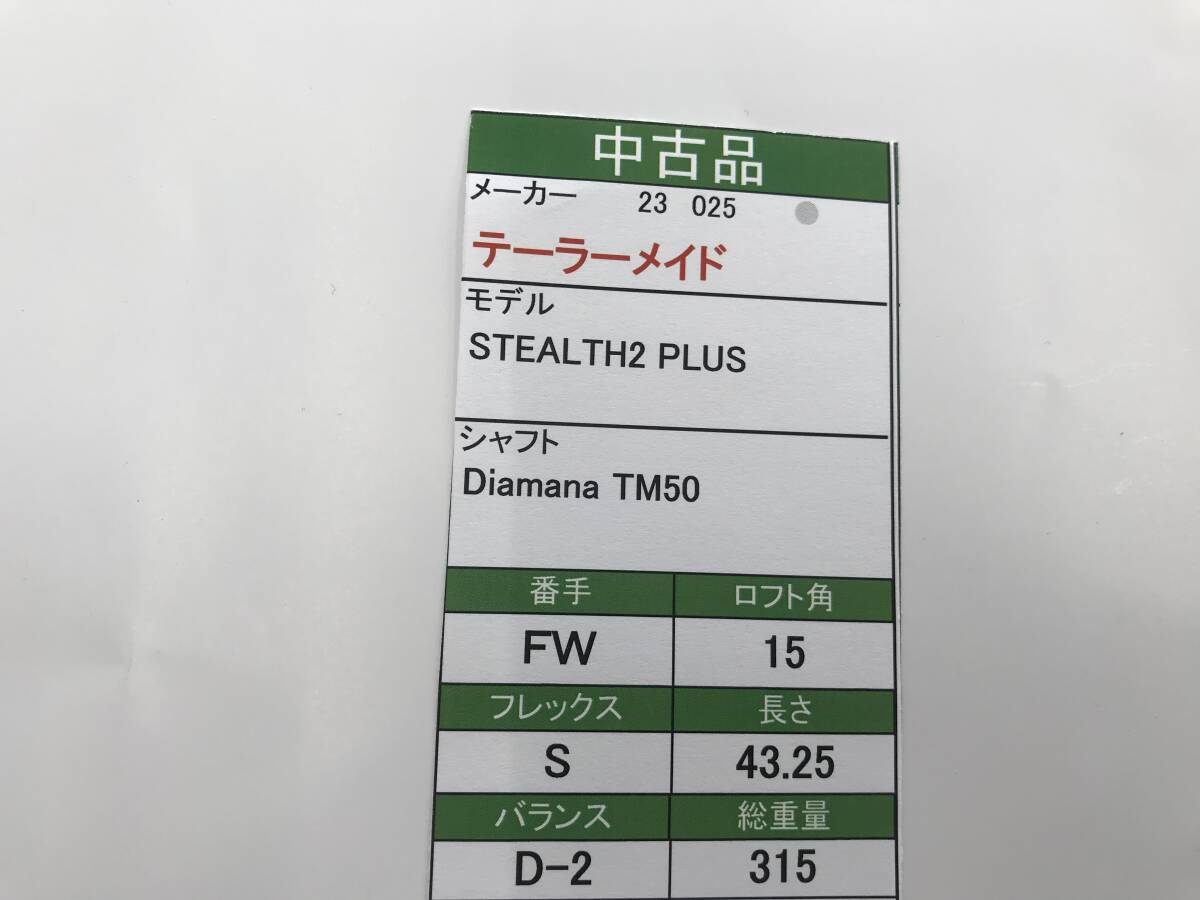 中古品
メーカー 23 025
テーラーメイド
モデル
STEALTH2 PLUS
シャフト
Diamana TM50
番手 ロフト角
FW 15
フレックス 長さ
S 43.25
バランス 総重量
D-2 315